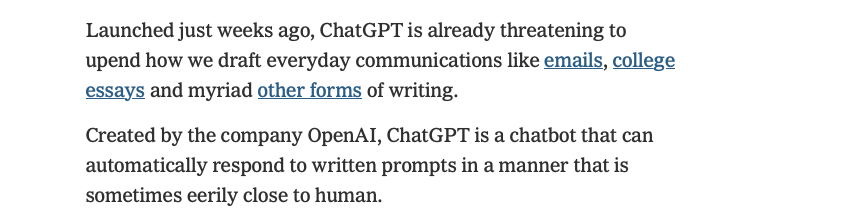 Launched just weeks ago, ChatGPT is already threatening to
upend how we draft everyday communications like emails, college
essays and myriad other forms of writing.
Created by the company OpenAI, ChatGPT is a chatbot that can
automatically respond to written prompts in a manner that is
sometimes eerily close to human.